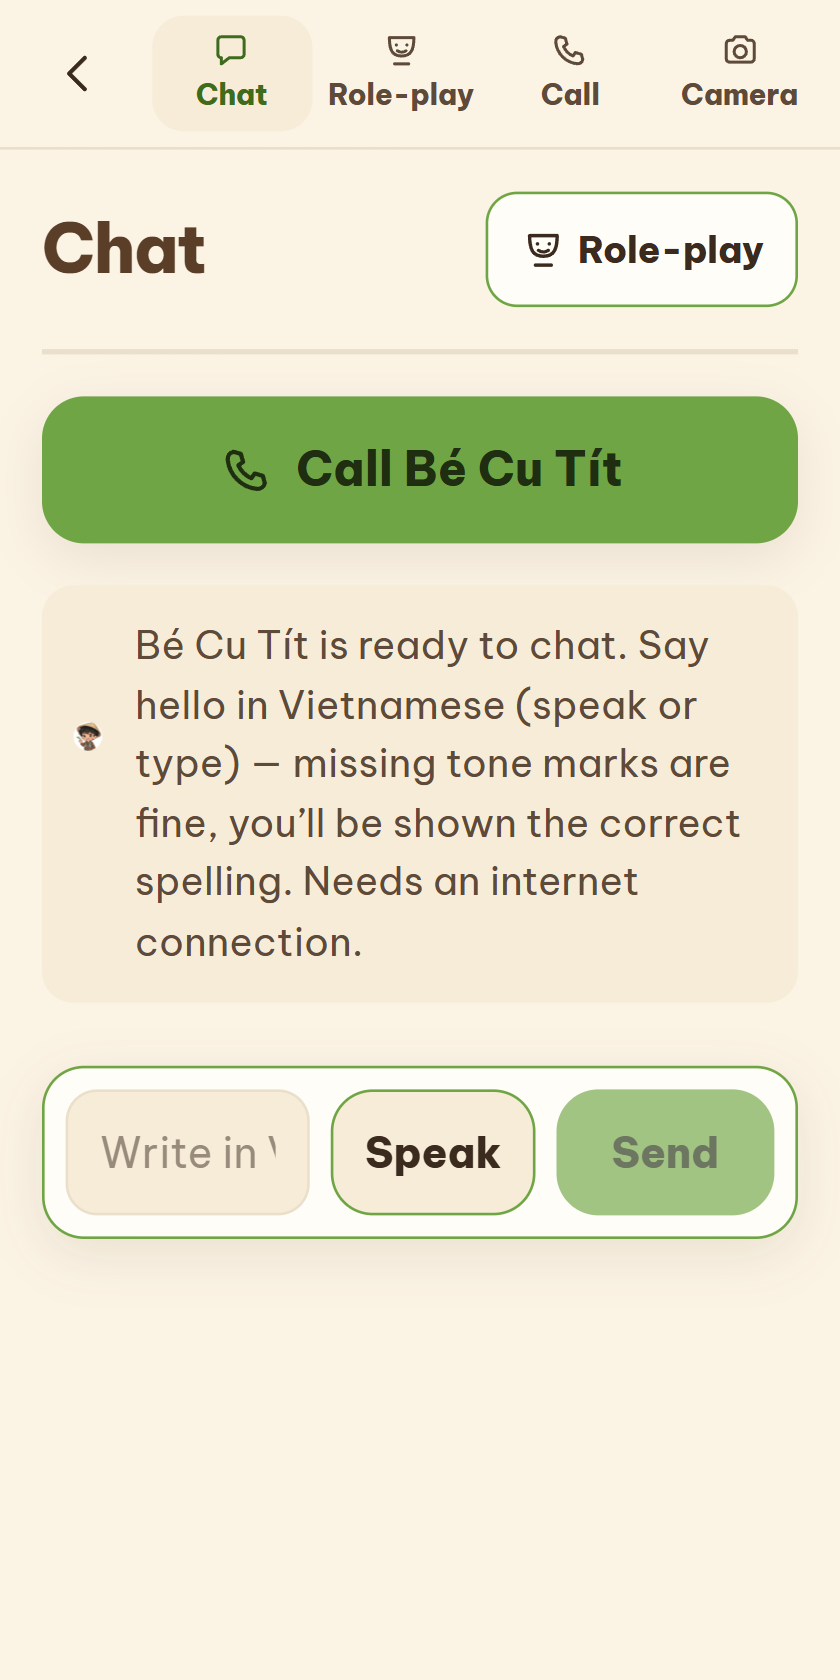 Chat
Role-play
Call
Camera
Chat
Role-play
Call Bé Cu Tít
Bé Cu Tít is ready to chat. Say
hello in Vietnamese (speak or
type) — missing tone marks are
fine, you’ll be shown the correct
spelling. Needs an internet
connection.
Write in
Speak
Send